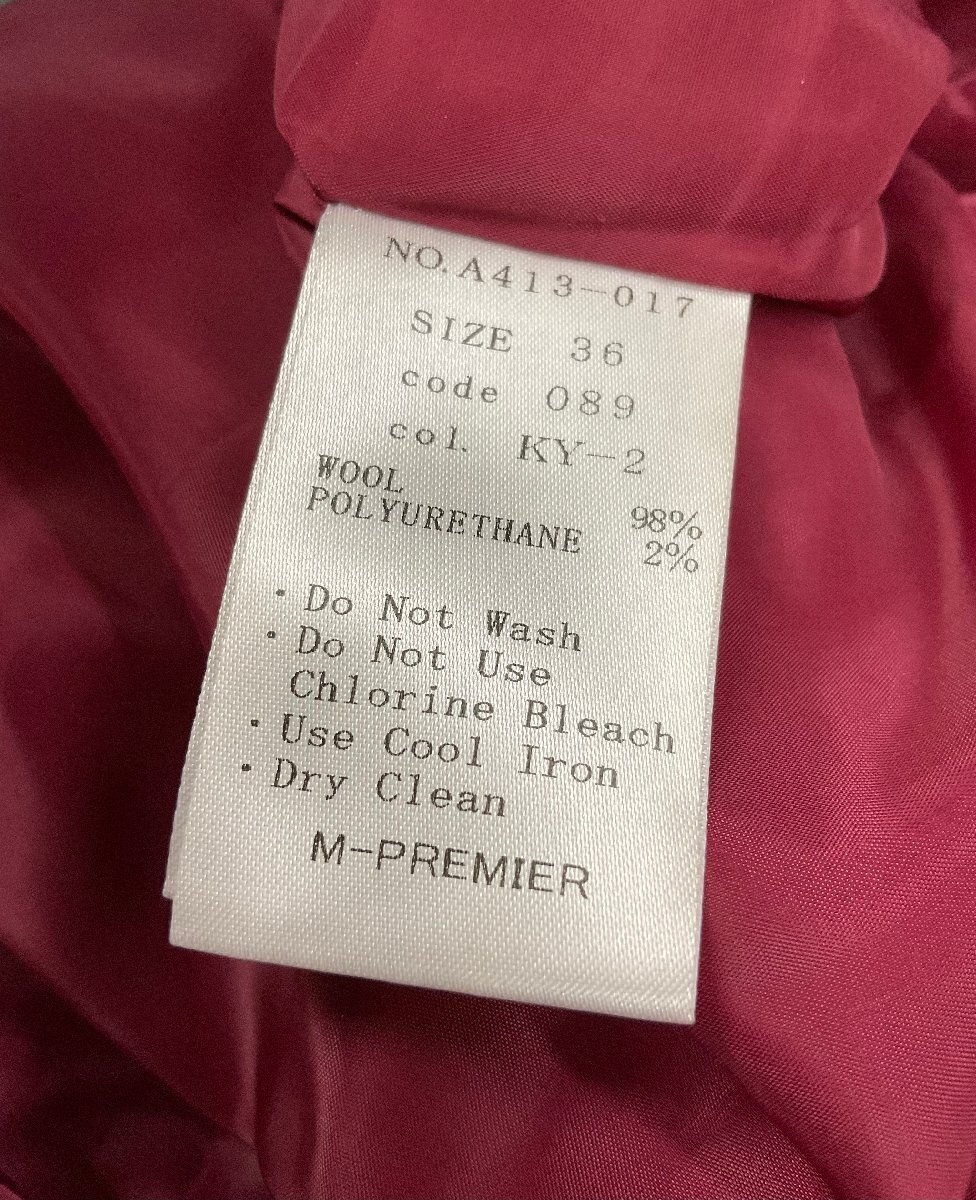 NO.A413-017
SIZE 36
code 089
col. KY-2
WOOL 98%
POLYURETHANE 2%
・Do Not Wash
・Do Not Use
Chlorine Bleach
・Use Cool Iron
・Dry Clean
M-PREMIER